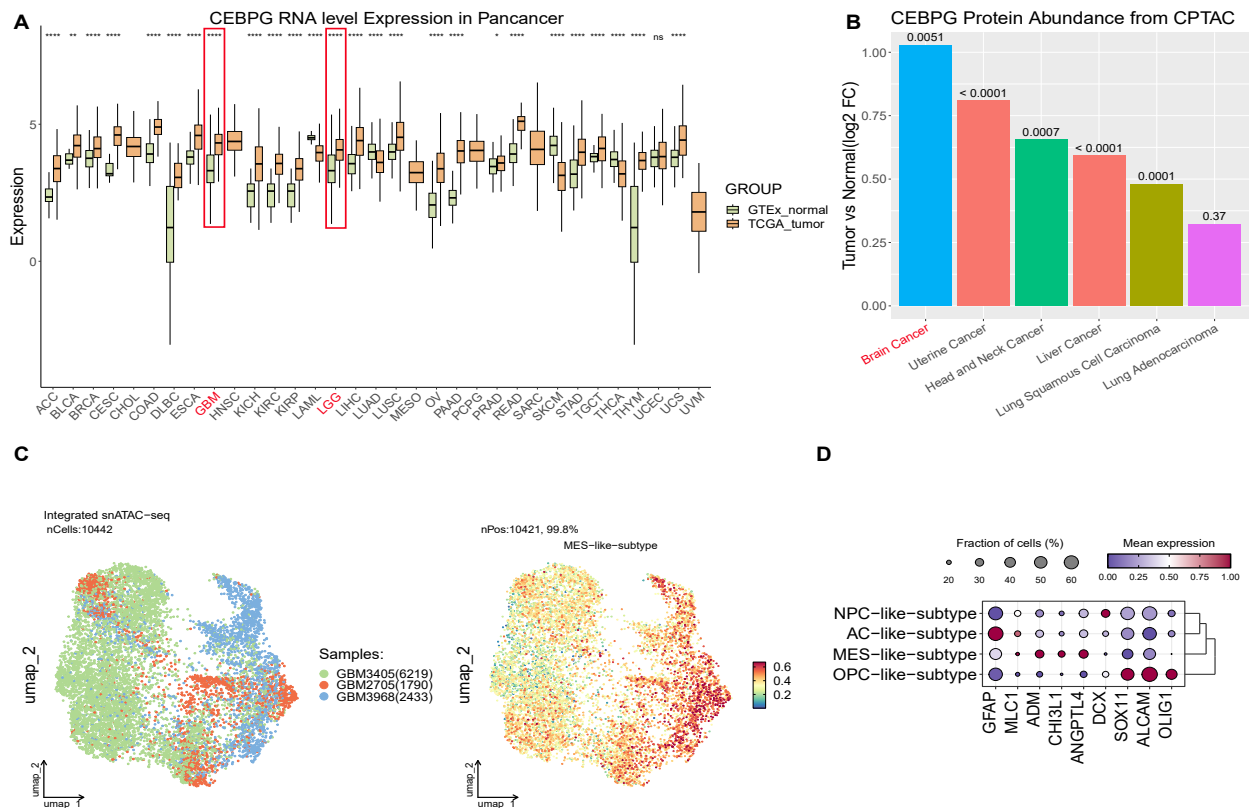 A
CEBPG RNA level Expression in Pancancer
**** ** **** **** **** **** **** **** **** **** **** **** **** **** **** **** **** **** * **** **** **** **** **** **** ns ****
Expression
5
0
GROUP
GTEx_normal
TCGA_tumor
ACC
BLCA
BRCA
CESC
CHOL
COAD
DLBC
ESCA
GBM
HNSC
KICH
KIRC
KIRP
LAML
LGG
LIHC
LUAD
LUSC
MESO
OV
PAAD
PCPG
PRAD
READ
SARC
SKCM
STAD
TGCT
THCA
THYM
UCEC
UCS
UVM
B
CEBPG Protein Abundance from CPTAC
Tumor vs Normal(log2 FC)
1.00
0.75
0.50
0.25
0.00
0.0051
< 0.0001
0.0007
< 0.0001
0.0001
0.37
Brain Cancer
Uterine Cancer
Head and Neck Cancer
Liver Cancer
Lung Squamous Cell Carcinoma
Lung Adenocarcinoma
C
Integrated snATAC-seq
nCells:10442
umap_2
umap_2
umap_1
Samples:
GBM3405(6219)
GBM2705(1790)
GBM3968(2433)
nPos:10421, 99.8%
MES-like-subtype
umap_2
umap_2
umap_1
0.6
0.4
0.2
D
Fraction of cells (%)
20 30 40 50 60
Mean expression
0.00 0.25 0.50 0.75 1.00
NPC-like-subtype
AC-like-subtype
MES-like-subtype
OPC-like-subtype
GFAP
MLC1
ADM
CHI3L1
ANGPTL4
DCX
SOX11
ALCAM
OLIG1